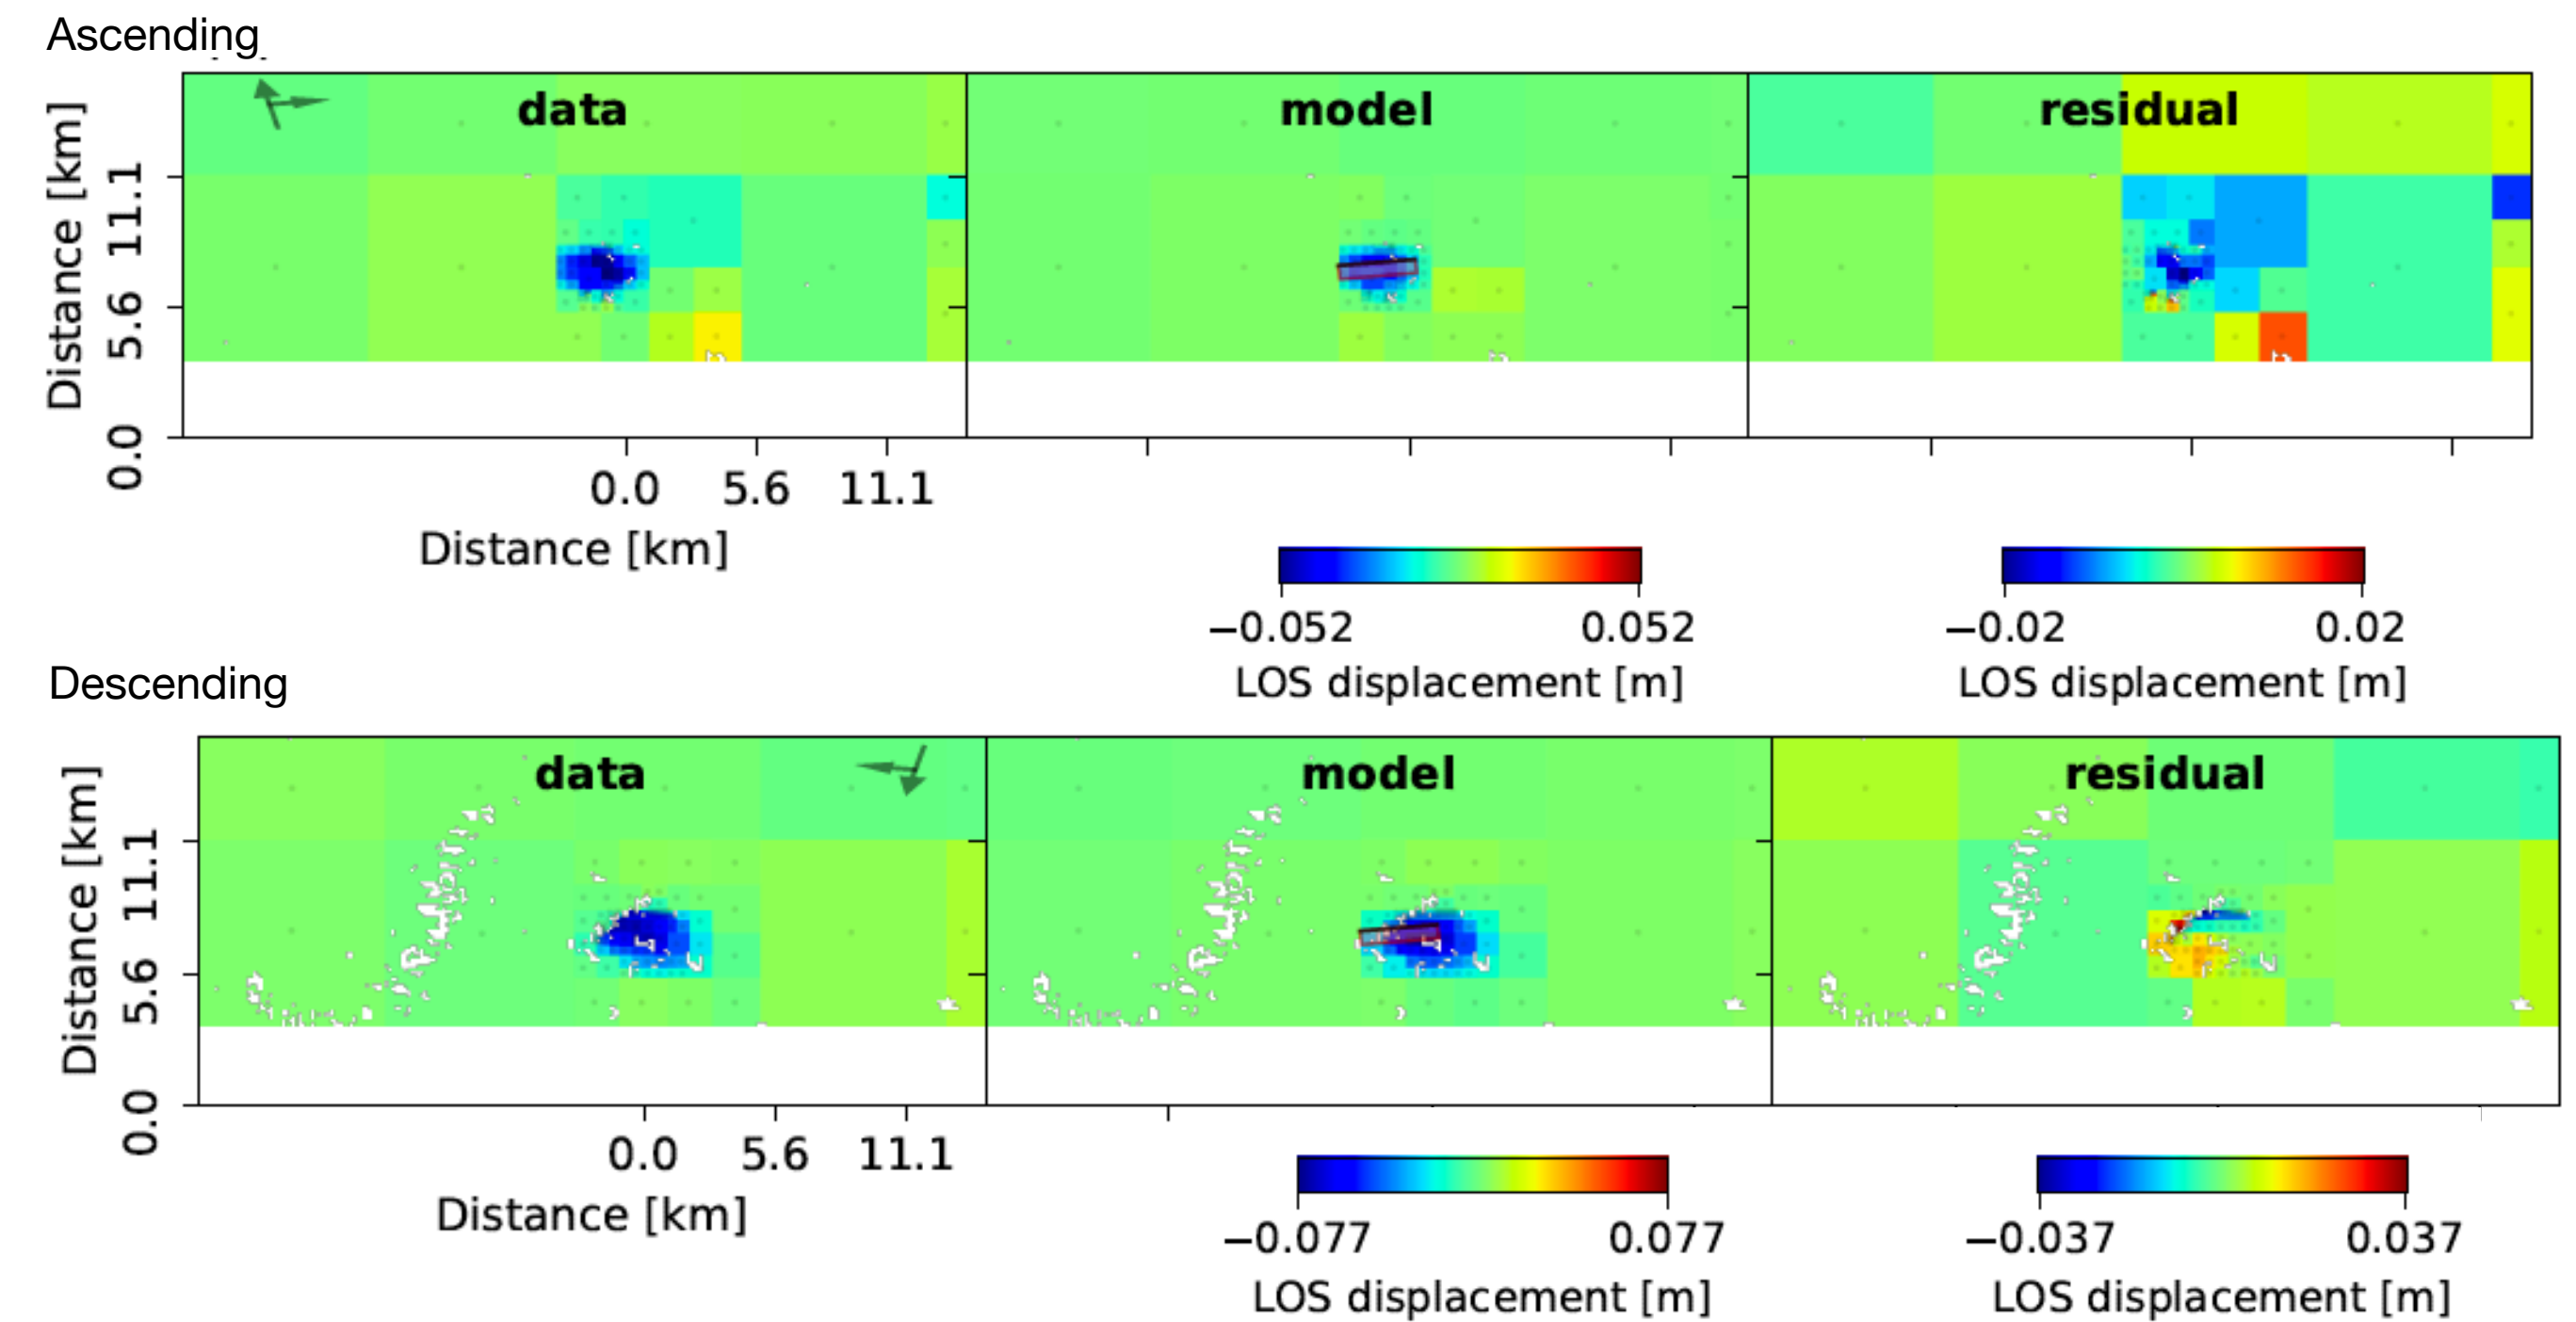 Ascending
data model residual
Distance [km]
11.1
5.6
0.0
0.0 5.6 11.1
Distance [km]
−0.052 0.052
LOS displacement [m]
−0.02 0.02
LOS displacement [m]
Descending
data model residual
Distance [km]
11.1
5.6
0.0
0.0 5.6 11.1
Distance [km]
−0.077 0.077
LOS displacement [m]
−0.037 0.037
LOS displacement [m]